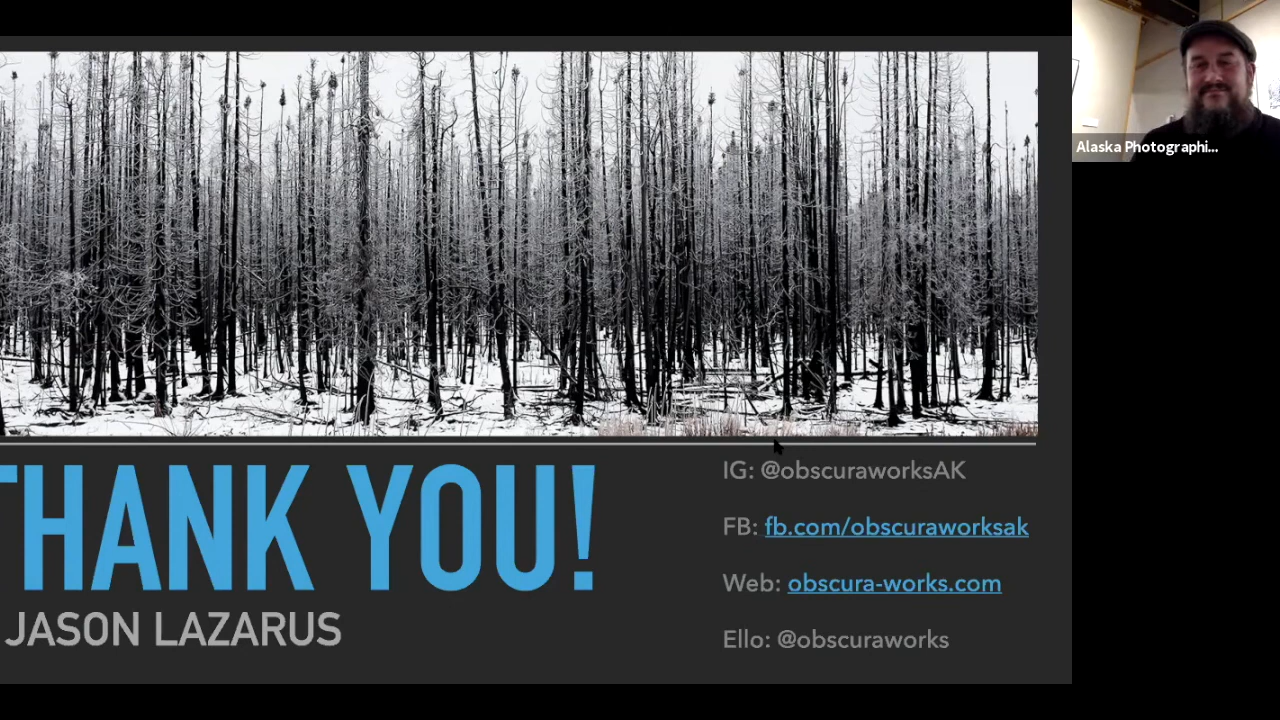 Alaska Photographi...
THANK YOU!
JASON LAZARUS
IG: @obscuraworksAK
FB: fb.com/obscuraworksak
Web: obscura-works.com
Ello: @obscuraworks